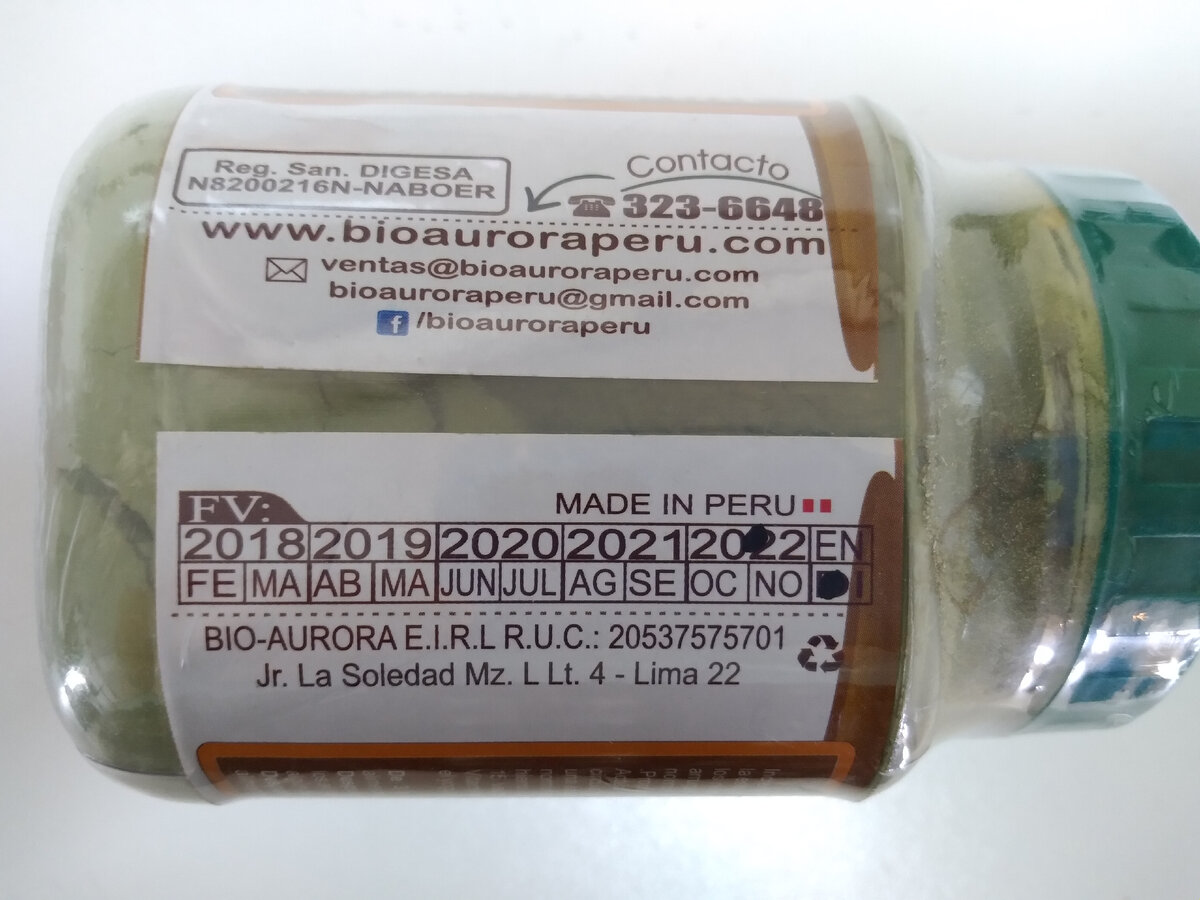 Reg. San. DIGESA
N8200216N-NABOER
Contacto
323-6648
www.bioauroraperu.com
ventas@bioauroraperu.com
bioauroraperu@gmail.com
f /bioauroraperu
FV:
MADE IN PERU
2018 2019 2020 2021 2022 EN
FE MA AB MA JUN JUL AG SE OC NO DI
BIO-AURORA E.I.R.L R.U.C.: 20537575701
Jr. La Soledad Mz. L Lt. 4 - Lima 22